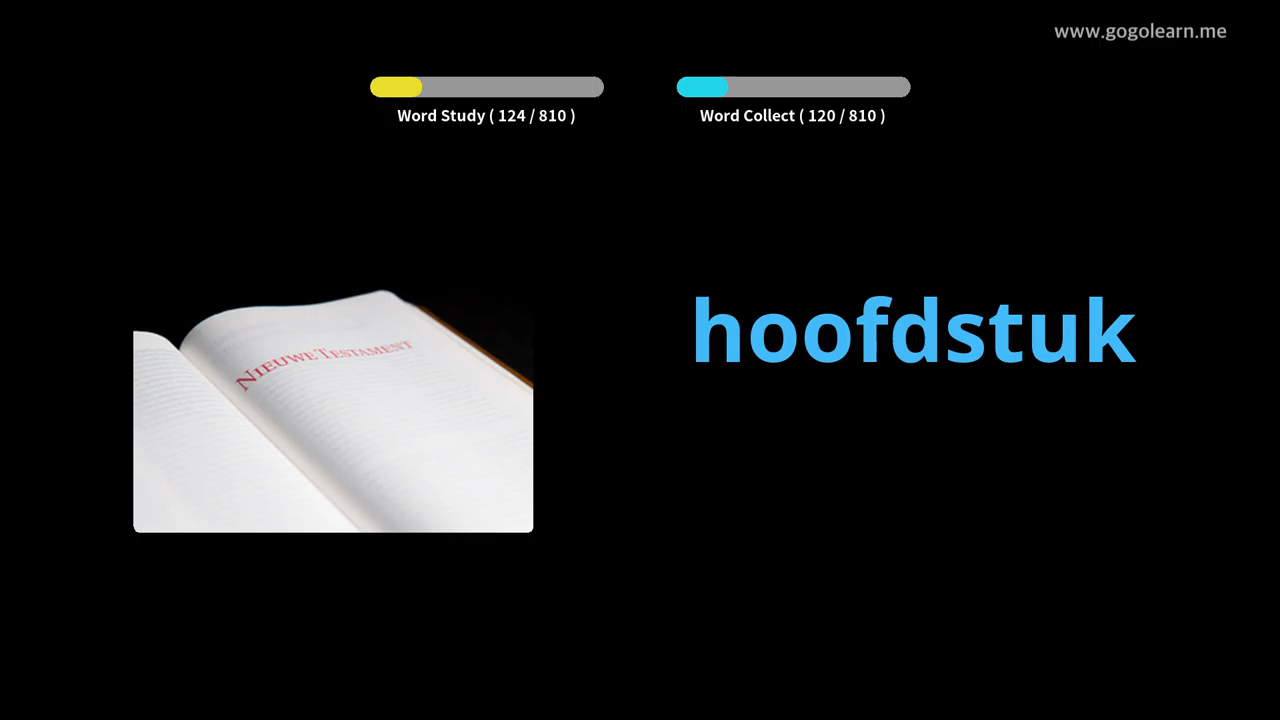 www.gogolearn.me
Word Study ( 124 / 810 )
Word Collect ( 120 / 810 )
NIEUWE TESTAMENT
hoofdstuk